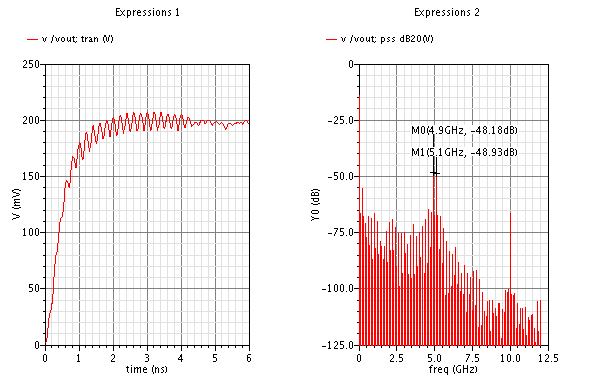 Expressions 1
v /vout; tran (V)
250
200
150
100
50
0
V (mV)
0 1 2 3 4 5 6
time (ns)
Expressions 2
v /vout; pss dB20(V)
0
-25.0
-50.0
-75.0
-100.0
-125.0
Y0 (dB)
M0(4.9GHz, -48.18dB)
M1(5.1GHz, -48.93dB)
0 2.5 5.0 7.5 10.0 12.5
freq (GHz)